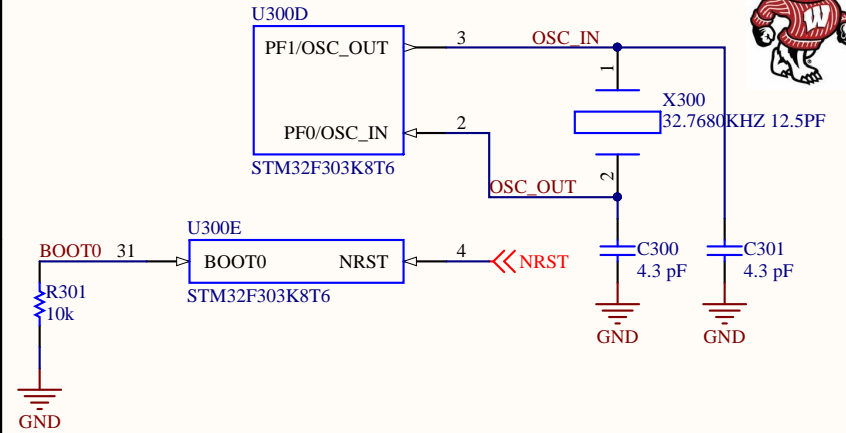 U300D
PF1/OSC_OUT
3
OSC_IN
W
1
X300
32.7680KHZ 12.5PF
PF0/OSC_IN
2
STM32F303K8T6
2
OSC_OUT
U300E
BOOT0 31
BOOT0
NRST
4
NRST
C300
4.3 pF
C301
4.3 pF
STM32F303K8T6
R301
10k
GND
GND
GND